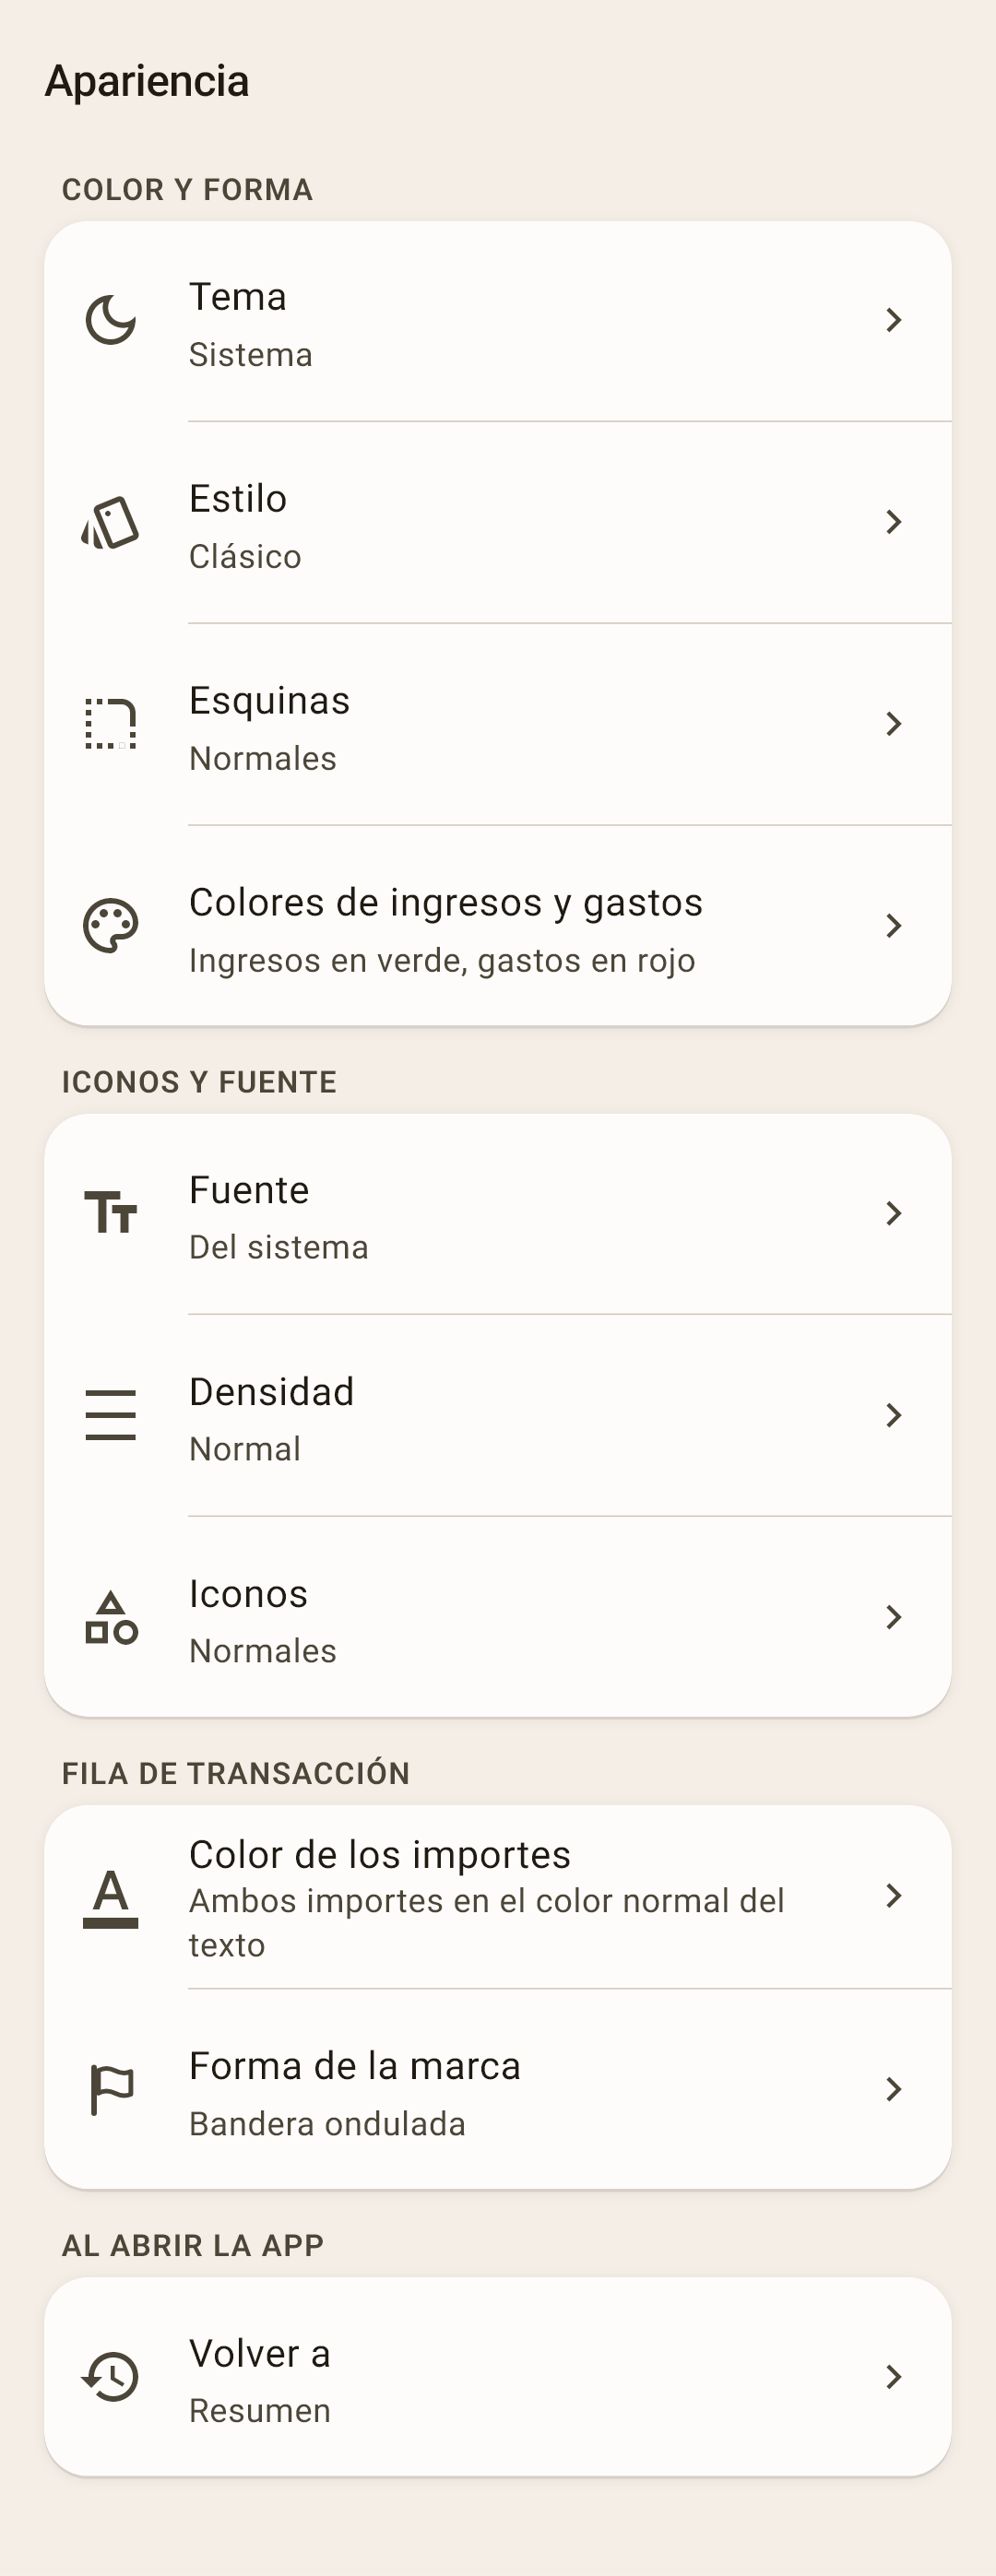 Apariencia
COLOR Y FORMA
Tema
Sistema
Estilo
Clásico
Esquinas
Normales
Colores de ingresos y gastos
Ingresos en verde, gastos en rojo
ICONOS Y FUENTE
Fuente
Del sistema
Densidad
Normal
Iconos
Normales
FILA DE TRANSACCIÓN
Color de los importes
Ambos importes en el color normal del
texto
Forma de la marca
Bandera ondulada
AL ABRIR LA APP
Volver a
Resumen